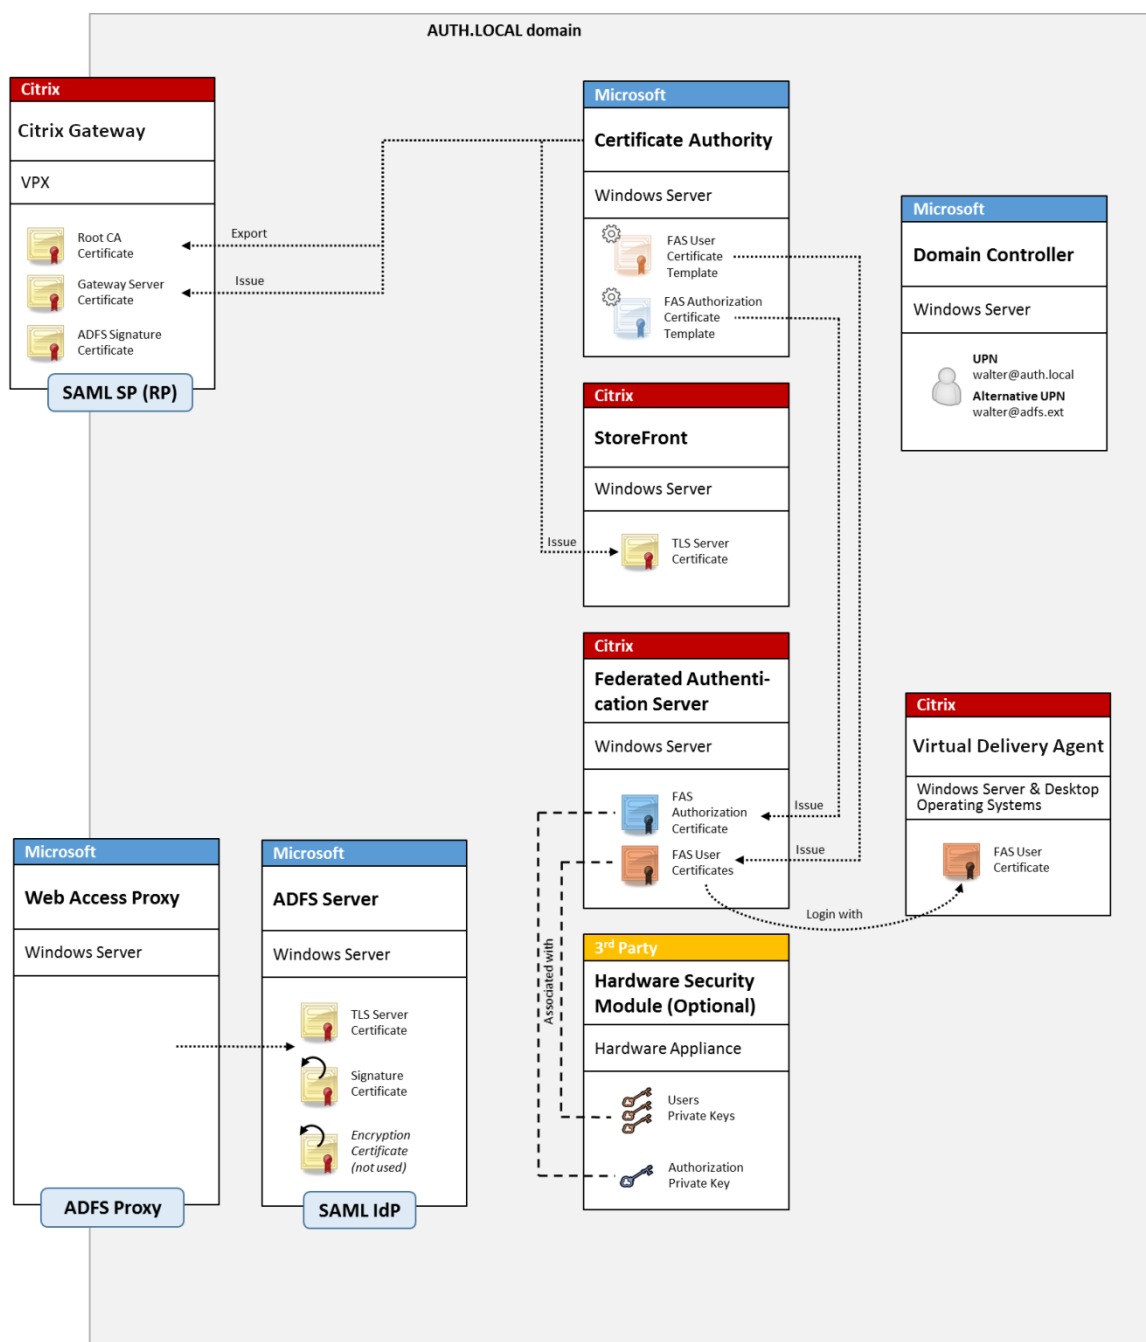 AUTH.LOCAL domain
Citrix
Citrix Gateway
VPX
Root CA
Certificate
Gateway Server
Certificate
ADFS Signature
Certificate
SAML SP (RP)
Export
Issue
Microsoft
Certificate Authority
Windows Server
FAS User
Certificate
Template
FAS Authorization
Certificate
Template
Microsoft
Domain Controller
Windows Server
UPN
walter@auth.local
Alternative UPN
walter@adfs.ext
Citrix
StoreFront
Windows Server
Issue
TLS Server
Certificate
Citrix
Federated Authenti-
cation Server
Windows Server
FAS
Authorization
Certificate
FAS User
Certificates
Issue
Issue
Login with
Citrix
Virtual Delivery Agent
Windows Server & Desktop
Operating Systems
FAS User
Certificate
Associated with
3rd Party
Hardware Security
Module (Optional)
Hardware Appliance
Users
Private Keys
Authorization
Private Key
Microsoft
Web Access Proxy
Windows Server
ADFS Proxy
Microsoft
ADFS Server
Windows Server
TLS Server
Certificate
Signature
Certificate
Encryption
Certificate
(not used)
SAML IdP